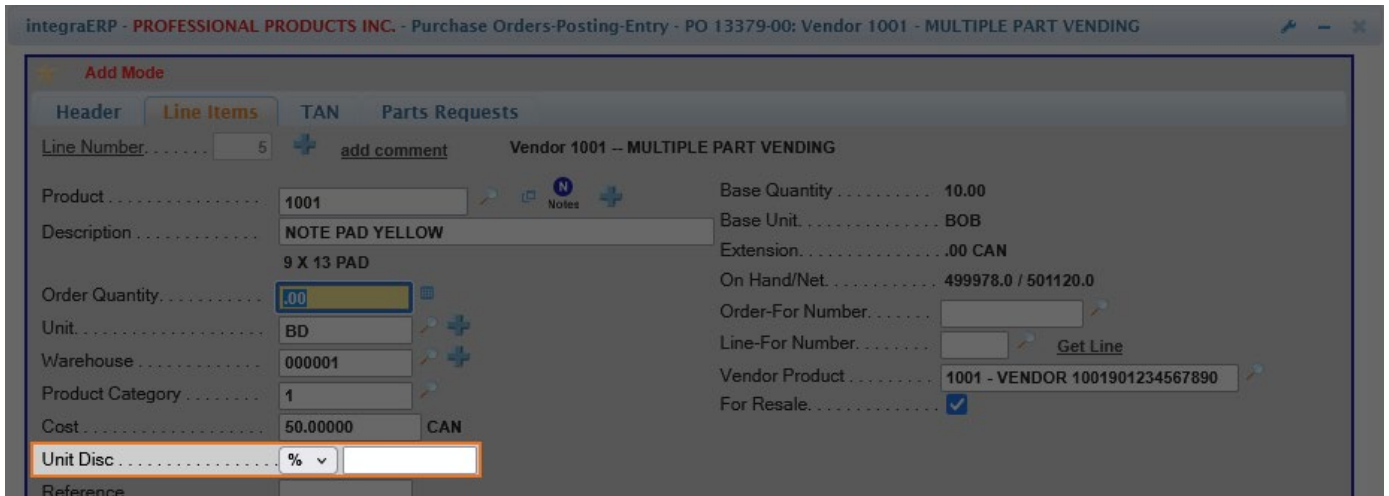 integraERP - PROFESSIONAL PRODUCTS INC. - Purchase Orders-Posting-Entry - PO 13379-00: Vendor 1001 - MULTIPLE PART VENDING
Add Mode
Header Line Items TAN Parts Requests
Line Number. . . . . . . 5 add comment Vendor 1001 -- MULTIPLE PART VENDING
Product . . . . . . . . . . . . . . . . 1001 N Notes
Description . . . . . . . . . . . . . NOTE PAD YELLOW
9 X 13 PAD
Order Quantity. . . . . . . . . . . .00
Unit. . . . . . . . . . . . . . . . . . . . BD
Warehouse . . . . . . . . . . . . . 000001
Product Category . . . . . . . . 1
Cost. . . . . . . . . . . . . . . . . . . 50.00000 CAN
Unit Disc . . . . . . . . . . . . . . . . . %
Reference
Base Quantity . . . . . . . . . . 10.00
Base Unit. . . . . . . . . . . . . . BOB
Extension. . . . . . . . . . . . . . .00 CAN
On Hand/Net. . . . . . . . . . . . 499978.0 / 501120.0
Order-For Number. . . . . . .
Line-For Number. . . . . . . . Get Line
Vendor Product . . . . . . . . . 1001 - VENDOR 1001901234567890
For Resale. . . . . . . . . . . . . .